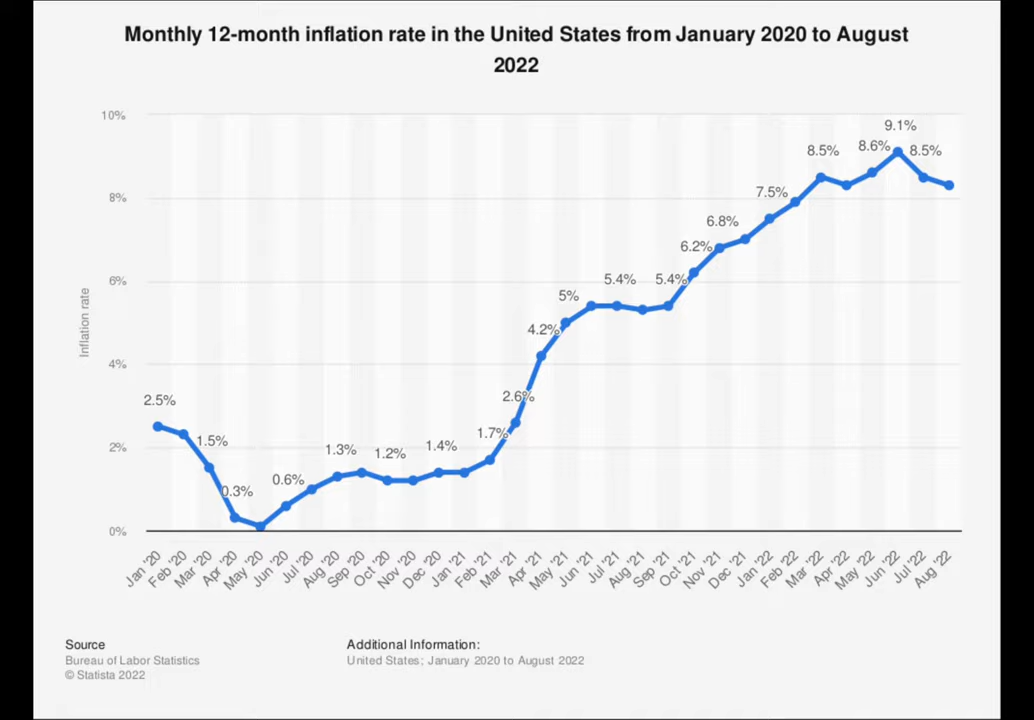 Monthly 12-month inflation rate in the United States from January 2020 to August
2022
10%
8%
6%
4%
2%
0%
Inflation rate
2.5%
1.5%
0.3%
0.6%
1.3%
1.2%
1.4%
1.7%
2.6%
4.2%
5%
5.4%
5.4%
6.2%
6.8%
7.5%
8.5%
8.6%
9.1%
8.5%
Jan '20
Feb '20
Mar '20
Apr '20
May '20
Jun '20
Jul '20
Aug '20
Sep '20
Oct '20
Nov '20
Dec '20
Jan '21
Feb '21
Mar '21
Apr '21
May '21
Jun '21
Jul '21
Aug '21
Sep '21
Oct '21
Nov '21
Dec '21
Jan '22
Feb '22
Mar '22
Apr '22
May '22
Jun '22
Jul '22
Aug '22
Source
Bureau of Labor Statistics
© Statista 2022
Additional Information:
United States; January 2020 to August 2022